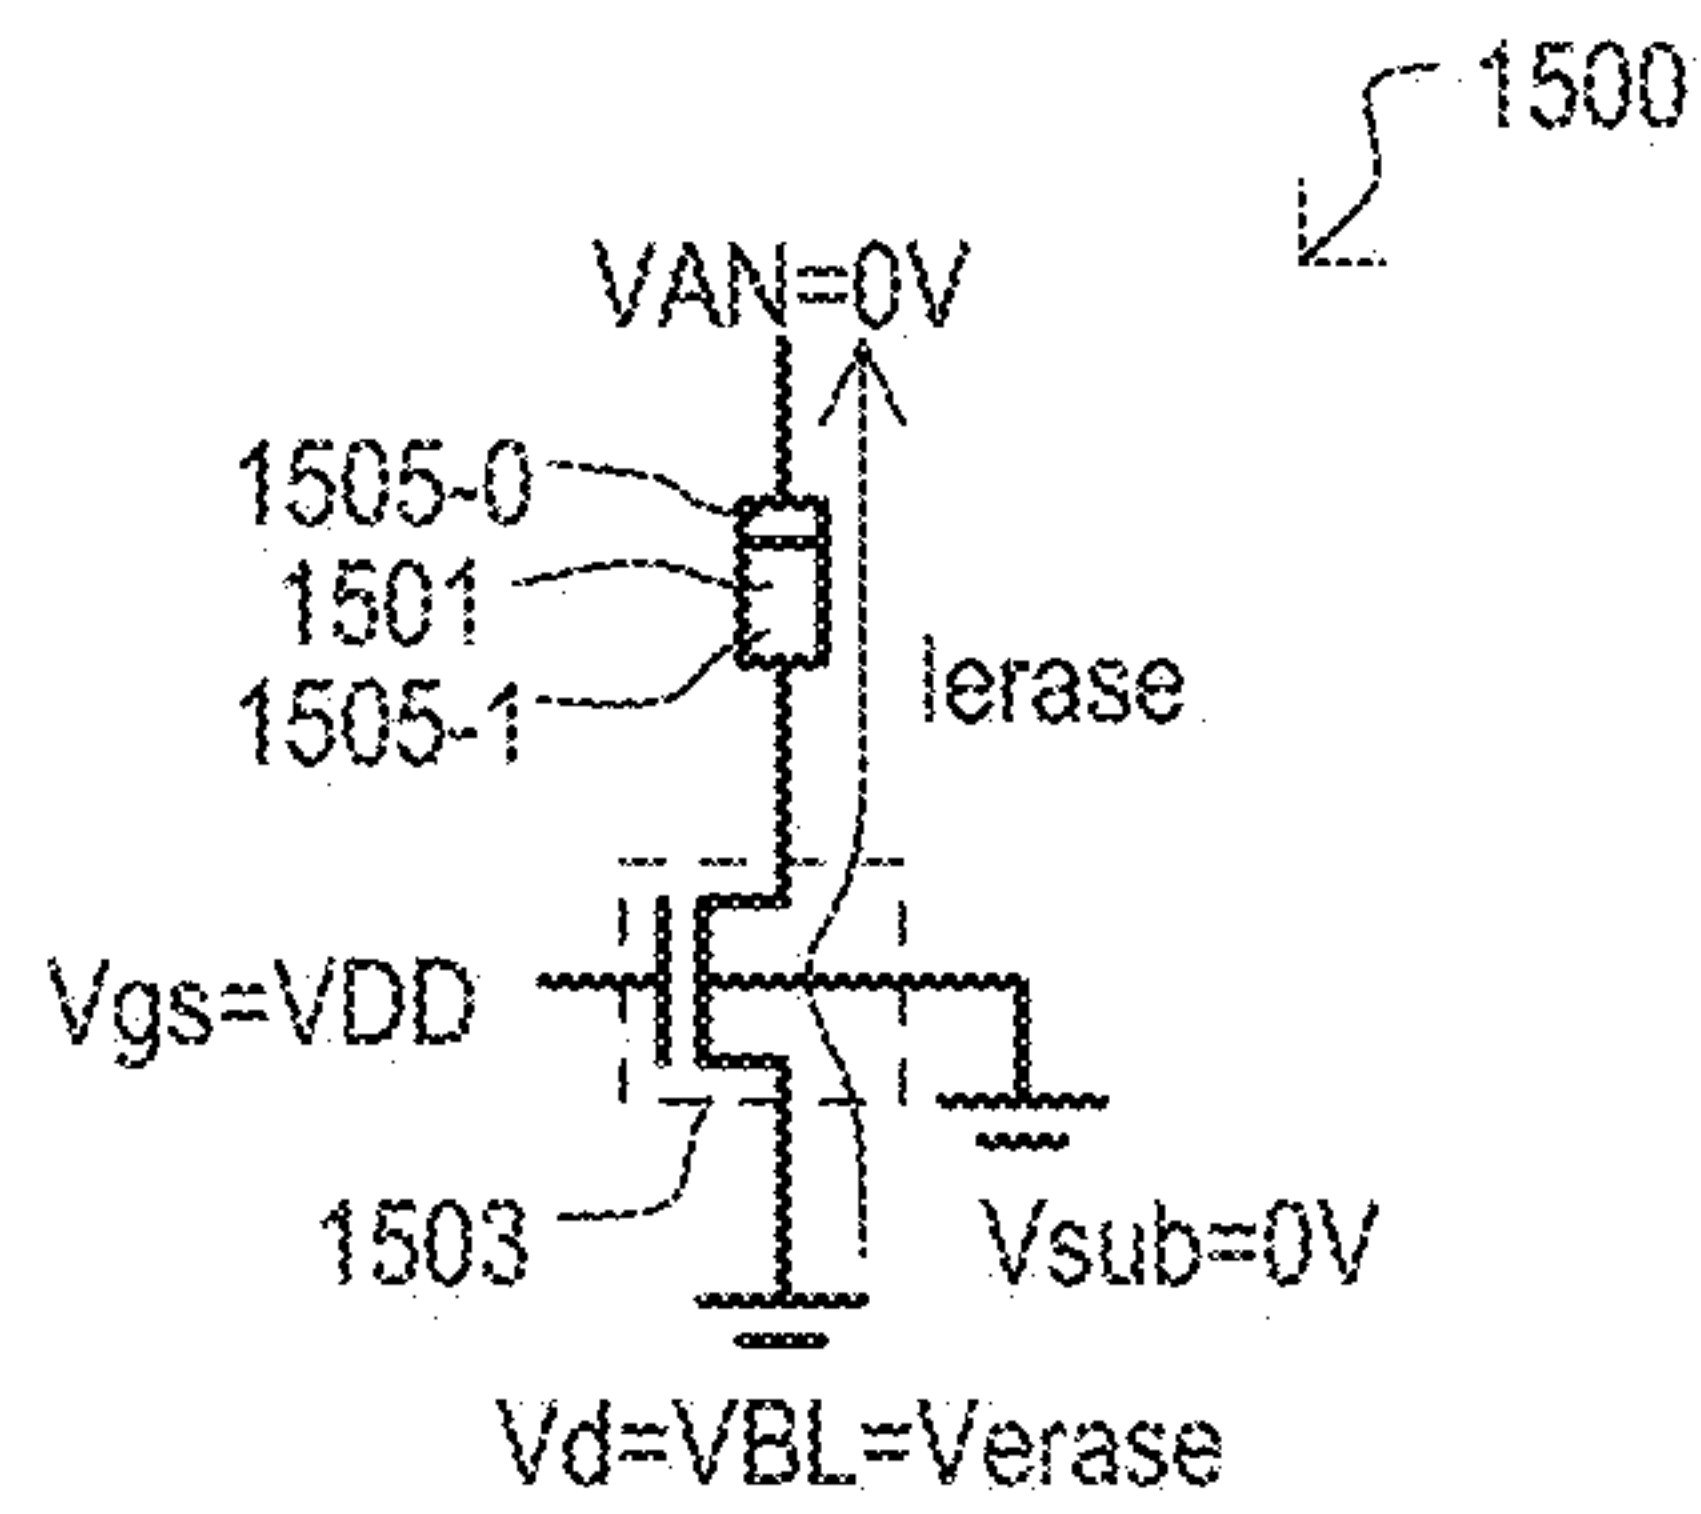 1500
VAN=0V
1505-0
1501
1505-1
Ierase
Vgs=VDD
1503
Vsub=0V
Vd=VBL=Verase